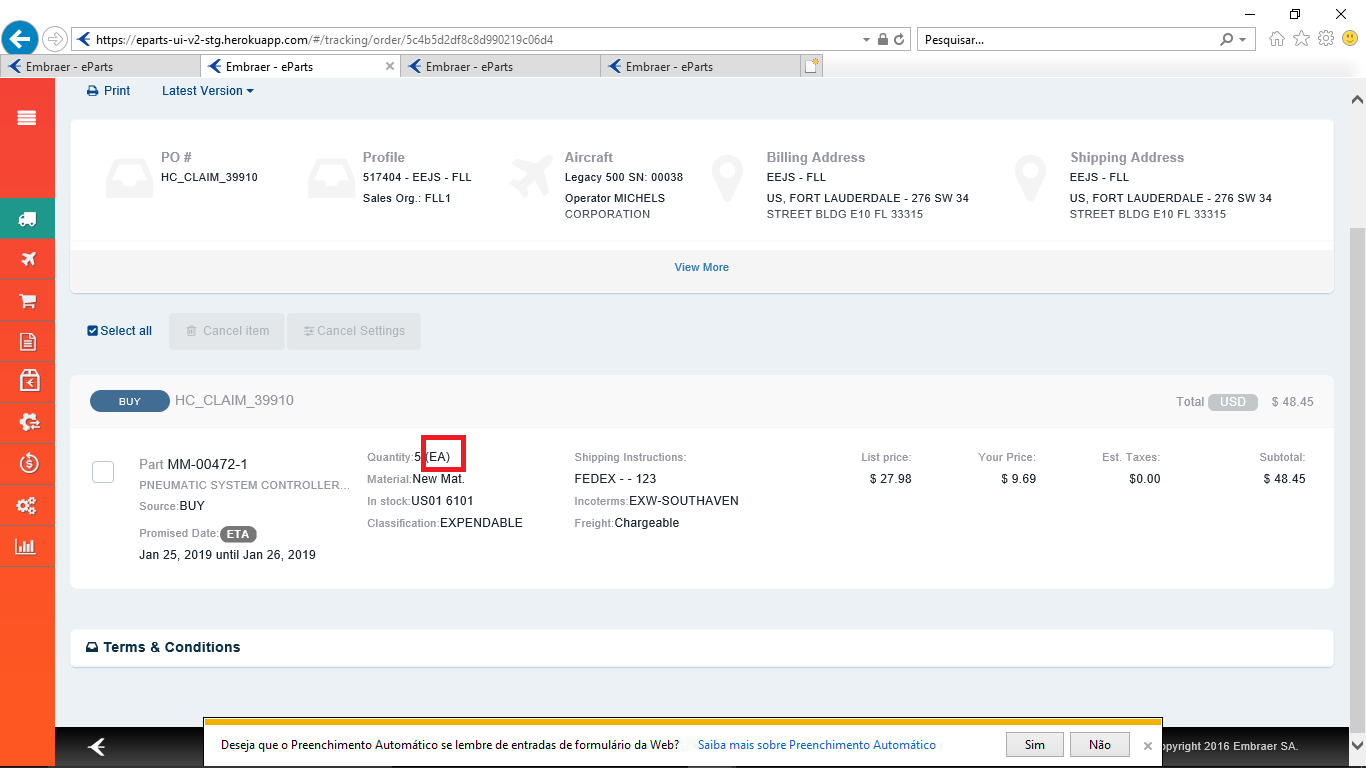 https://eparts-ui-v2-stg.herokuapp.com/#/tracking/order/5c4b5d2df8c8d990219c06d4
Pesquisar...
Embraer - eParts
Embraer - eParts
Embraer - eParts
Embraer - eParts
Print
Latest Version
PO #
HC_CLAIM_39910
Profile
517404 - EEJS - FLL
Sales Org.: FLL1
Aircraft
Legacy 500 SN: 00038
Operator MICHELS
CORPORATION
Billing Address
EEJS - FLL
US, FORT LAUDERDALE - 276 SW 34
STREET BLDG E10 FL 33315
Shipping Address
EEJS - FLL
US, FORT LAUDERDALE - 276 SW 34
STREET BLDG E10 FL 33315
View More
Select all
Cancel item
Cancel Settings
BUY HC_CLAIM_39910
Total USD $ 48.45
Part MM-00472-1
PNEUMATIC SYSTEM CONTROLLER...
Source:BUY
Promised Date: ETA
Jan 25, 2019 until Jan 26, 2019
Quantity:5 (EA)
Material:New Mat.
In stock:US01 6101
Classification:EXPENDABLE
Shipping Instructions:
FEDEX - - 123
Incoterms:EXW-SOUTHAVEN
Freight:Chargeable
List price:
$ 27.98
Your Price:
$ 9.69
Est. Taxes:
$0.00
Subtotal:
$ 48.45
Terms & Conditions
Deseja que o Preenchimento Automático se lembre de entradas de formulário da Web? Saiba mais sobre Preenchimento Automático
Sim
Não
opyright 2016 Embraer SA.